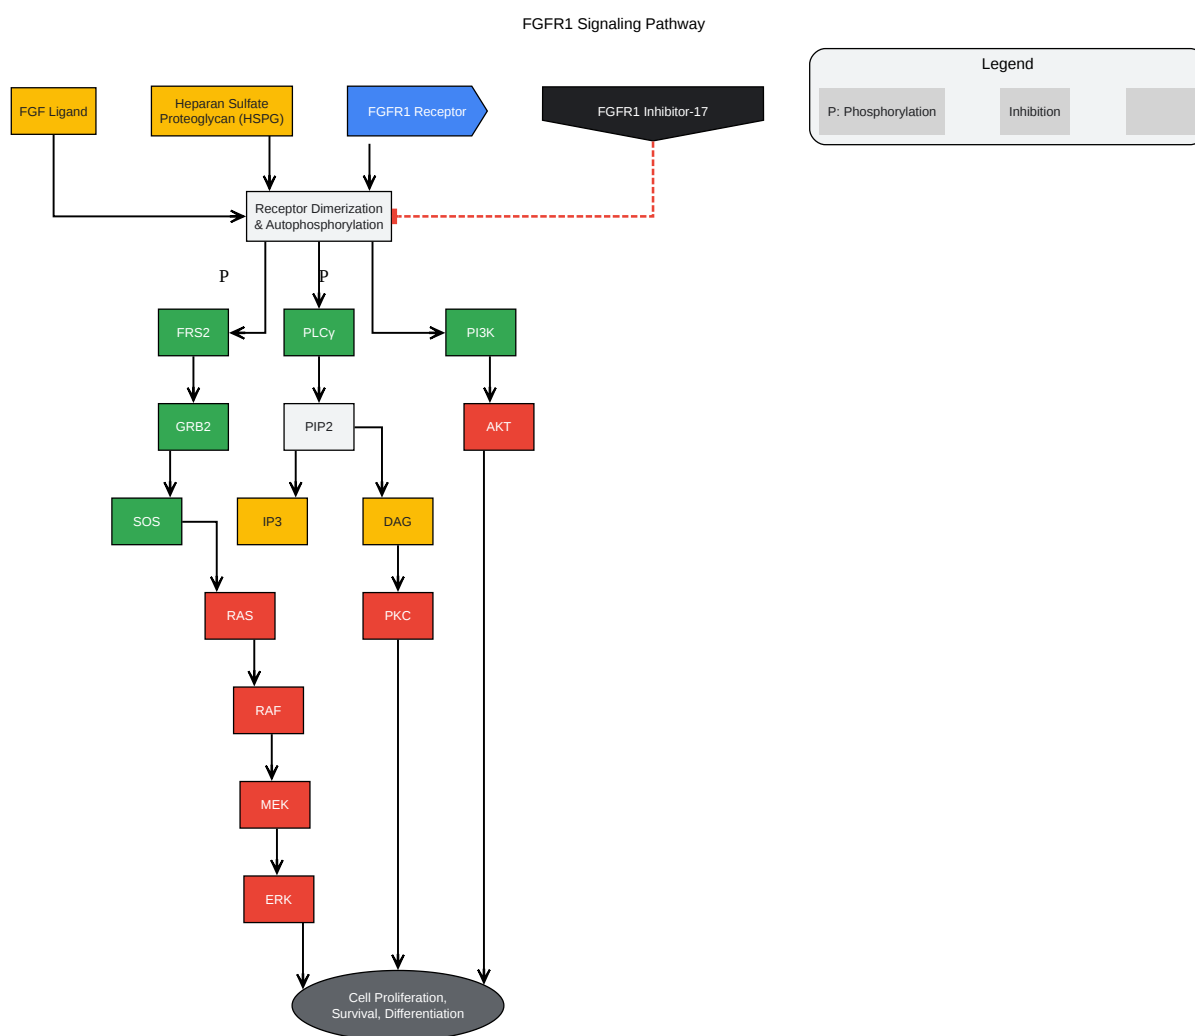 FGFR1 Signaling Pathway
Legend
FGF Ligand
Heparan Sulfate
Proteoglycan (HSPG)
FGFR1 Receptor
FGFR1 Inhibitor-17
P: Phosphorylation
Inhibition
Receptor Dimerization
& Autophosphorylation
P
P
FRS2
PLCγ
PI3K
GRB2
PIP2
AKT
SOS
IP3
DAG
RAS
PKC
RAF
MEK
ERK
Cell Proliferation,
Survival, Differentiation